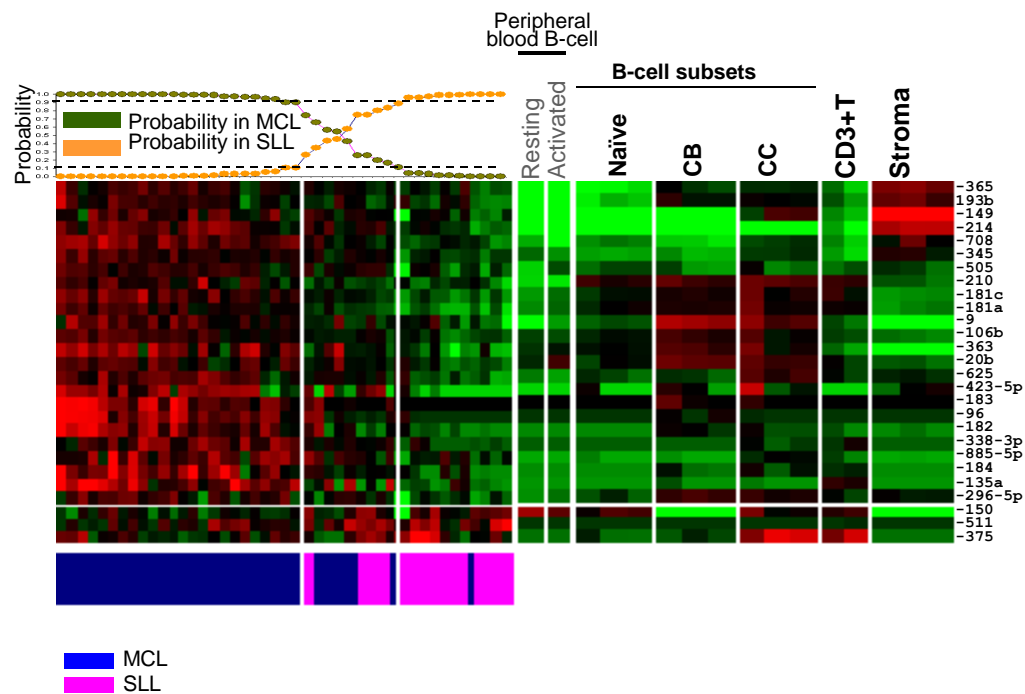 Peripheral
blood B-cell
B-cell subsets
Resting
Activated
Naïve
CB
CC
CD3+T
Stroma
Probability
1.0
0.9
0.8
0.7
0.6
0.5
0.4
0.3
0.2
0.1
0.0
Probability in MCL
Probability in SLL
-365
193b
-149
-214
-708
-345
-505
-210
-181c
-181a
-9
-106b
-363
-20b
-625
-423-5p
-183
-96
-182
-338-3p
-885-5p
-184
-135a
-296-5p
-150
-511
-375
MCL
SLL